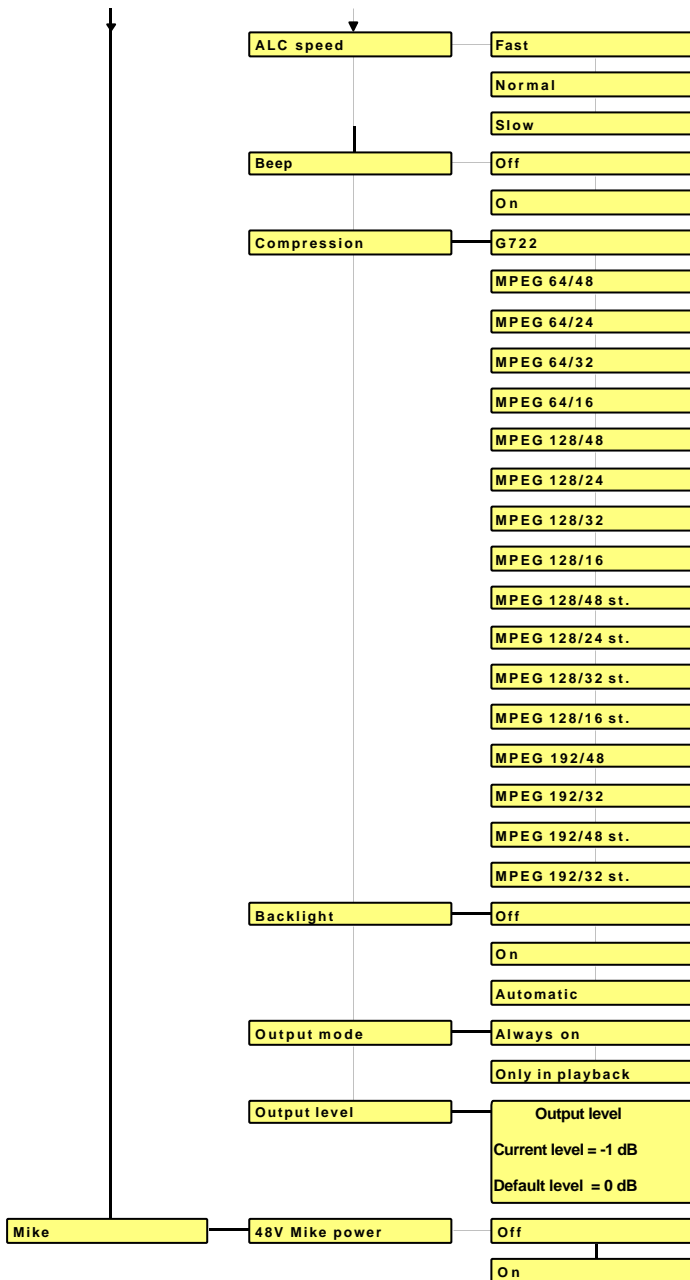 ALC speed
Fast
Normal
Slow
Beep
Off
On
Compression
G722
MPEG 64/48
MPEG 64/24
MPEG 64/32
MPEG 64/16
MPEG 128/48
MPEG 128/24
MPEG 128/32
MPEG 128/16
MPEG 128/48 st.
MPEG 128/24 st.
MPEG 128/32 st.
MPEG 128/16 st.
MPEG 192/48
MPEG 192/32
MPEG 192/48 st.
MPEG 192/32 st.
Backlight
Off
On
Automatic
Output mode
Always on
Only in playback
Output level
Output level
Current level = -1 dB
Default level = 0 dB
Mike
48V Mike power
Off
On